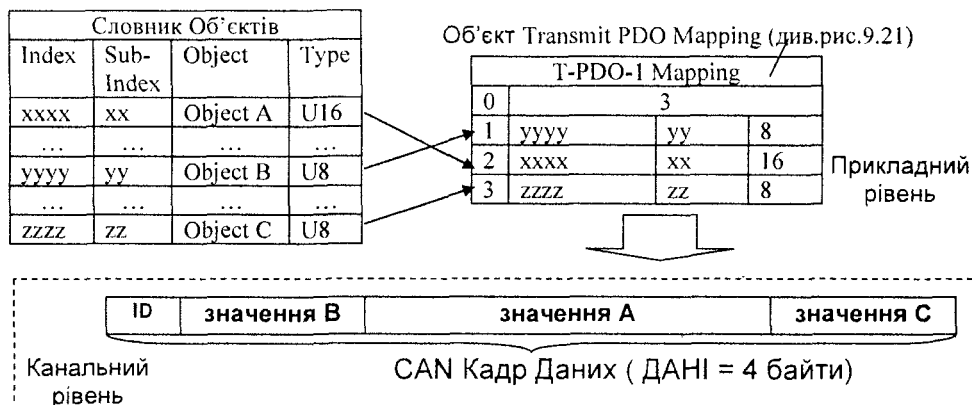 Словник Об'єктів
Index Sub-Index Object Type
xxxx xx Object A U16
... ... ... ...
yyyy yy Object B U8
... ... ... ...
zzzz zz Object C U8
Об'єкт Transmit PDO Mapping (див.рис.9.21)
T-PDO-1 Mapping
0 3
1 yyyy yy 8
2 xxxx xx 16
3 zzzz zz 8
Прикладний
рівень
ID значення B значення A значення C
CAN Кадр Даних ( ДАНІ = 4 байти)
Канальний
рівень